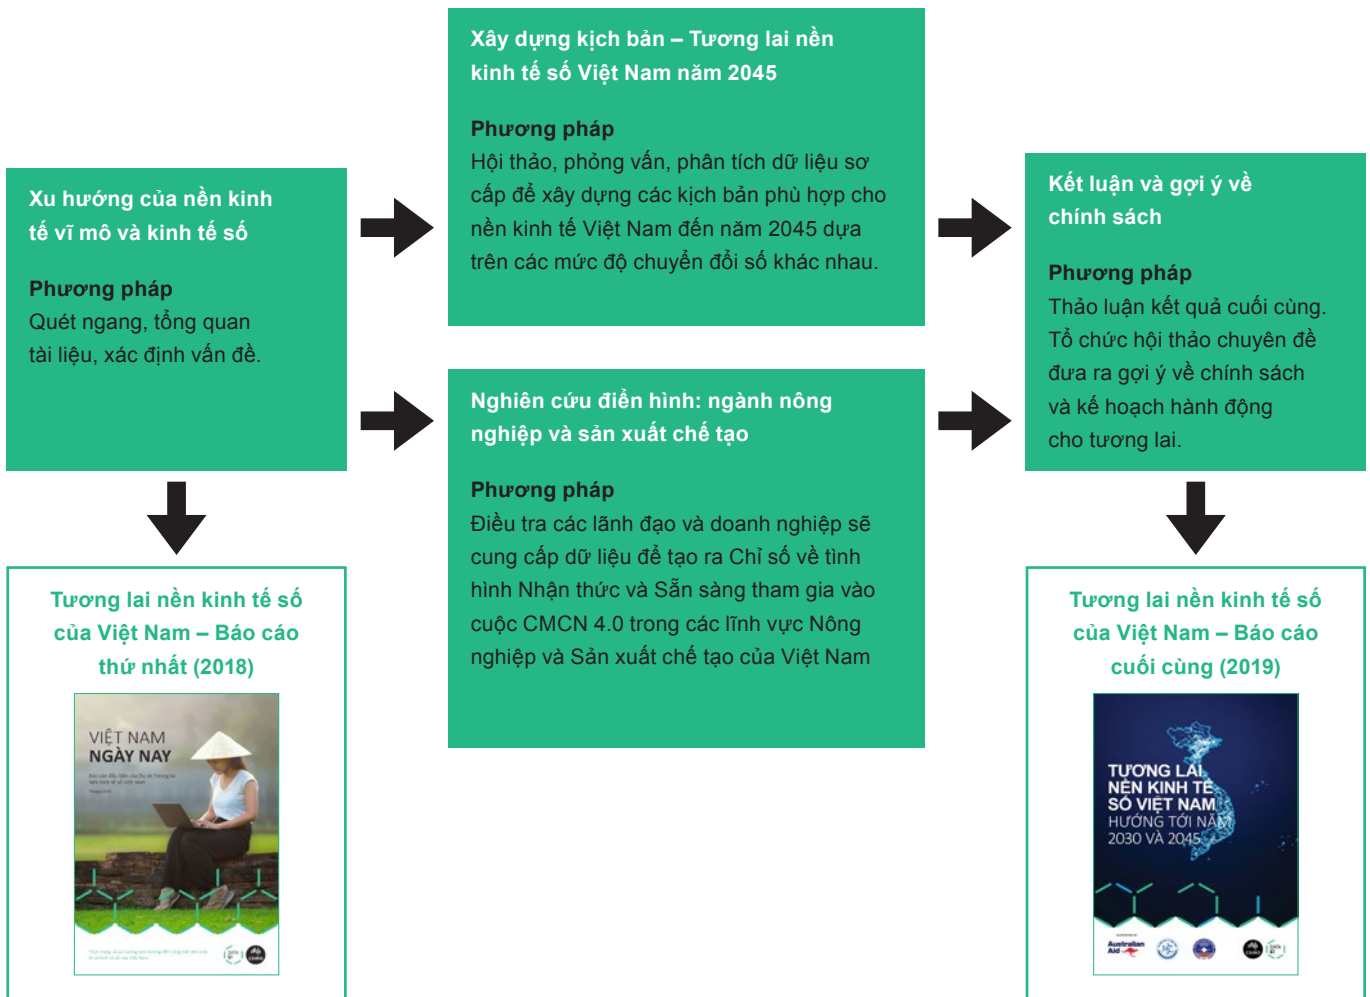 Xu hướng của nền kinh
tế vĩ mô và kinh tế số
Phương pháp
Quét ngang, tổng quan
tài liệu, xác định vấn đề.
Xây dựng kịch bản – Tương lai nền
kinh tế số Việt Nam năm 2045
Phương pháp
Hội thảo, phỏng vấn, phân tích dữ liệu sơ
cấp để xây dựng các kịch bản phù hợp cho
nền kinh tế Việt Nam đến năm 2045 dựa
trên các mức độ chuyển đổi số khác nhau.
Nghiên cứu điển hình: ngành nông
nghiệp và sản xuất chế tạo
Phương pháp
Điều tra các lãnh đạo và doanh nghiệp sẽ
cung cấp dữ liệu để tạo ra Chỉ số về tình
hình Nhận thức và Sẵn sàng tham gia vào
cuộc CMCN 4.0 trong các lĩnh vực Nông
nghiệp và Sản xuất chế tạo của Việt Nam
Kết luận và gợi ý về
chính sách
Phương pháp
Thảo luận kết quả cuối cùng.
Tổ chức hội thảo chuyên đề
đưa ra gợi ý về chính sách
và kế hoạch hành động
cho tương lai.
Tương lai nền kinh tế số
của Việt Nam – Báo cáo
thứ nhất (2018)
VIỆT NAM
NGÀY NAY
Tương lai nền kinh tế số
của Việt Nam – Báo cáo
cuối cùng (2019)
TƯƠNG LAI
NỀN KINH TẾ
SỐ VIỆT NAM
HƯỚNG TỚI NĂM
2030 VÀ 2045
Australian
Aid